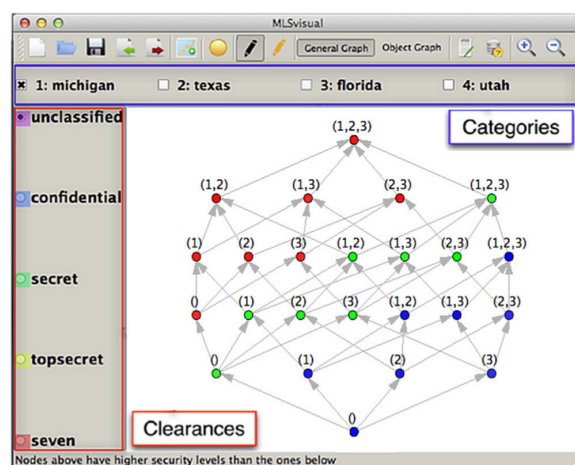 MLSvisual
General Graph Object Graph
1: michigan 2: texas 3: florida 4: utah
unclassified
confidential
secret
topsecret
seven
Categories
Clearances
(1,2,3)
(1,2) (1,3) (2,3) (1,2,3)
(1) (2) (3) (1,2) (1,3) (2,3) (1,2,3)
() (1) (2) (3) (1,2) (1,3) (2,3)
() (1) (2) (3)
()
Nodes above have higher security levels than the ones below